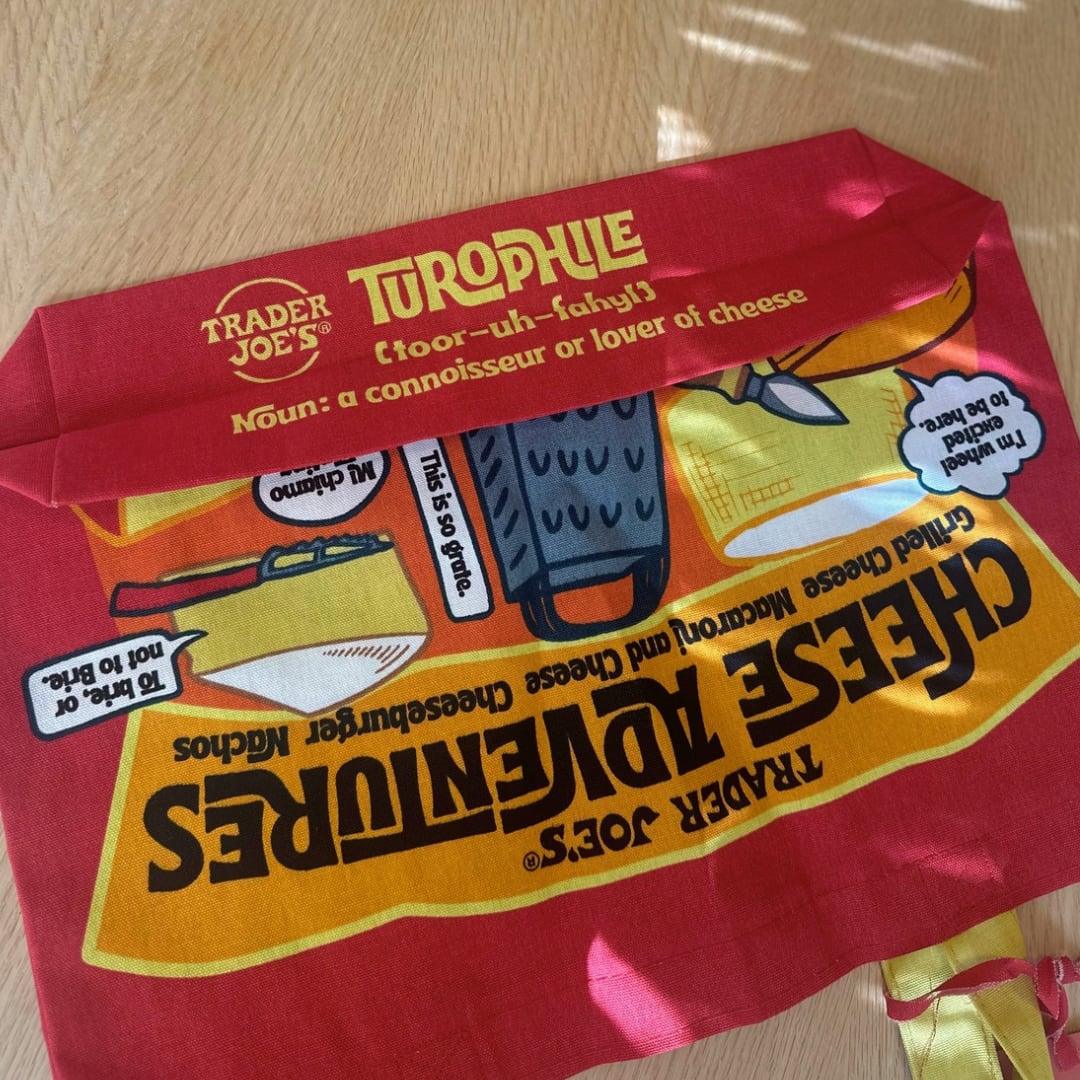 TRADER
JOE'S®
TUROPHILE
[toor-uh-fahyl]
Noun: a connoisseur or lover of cheese
TRADER JOE'S®
CHEESE ADVENTURES
Grilled Cheese Macaroni and Cheese Cheeseburger Nachos
I'm wheel
excited
to be here.
This is so grate.
Mi chiamo
To brie, or
not to Brie.